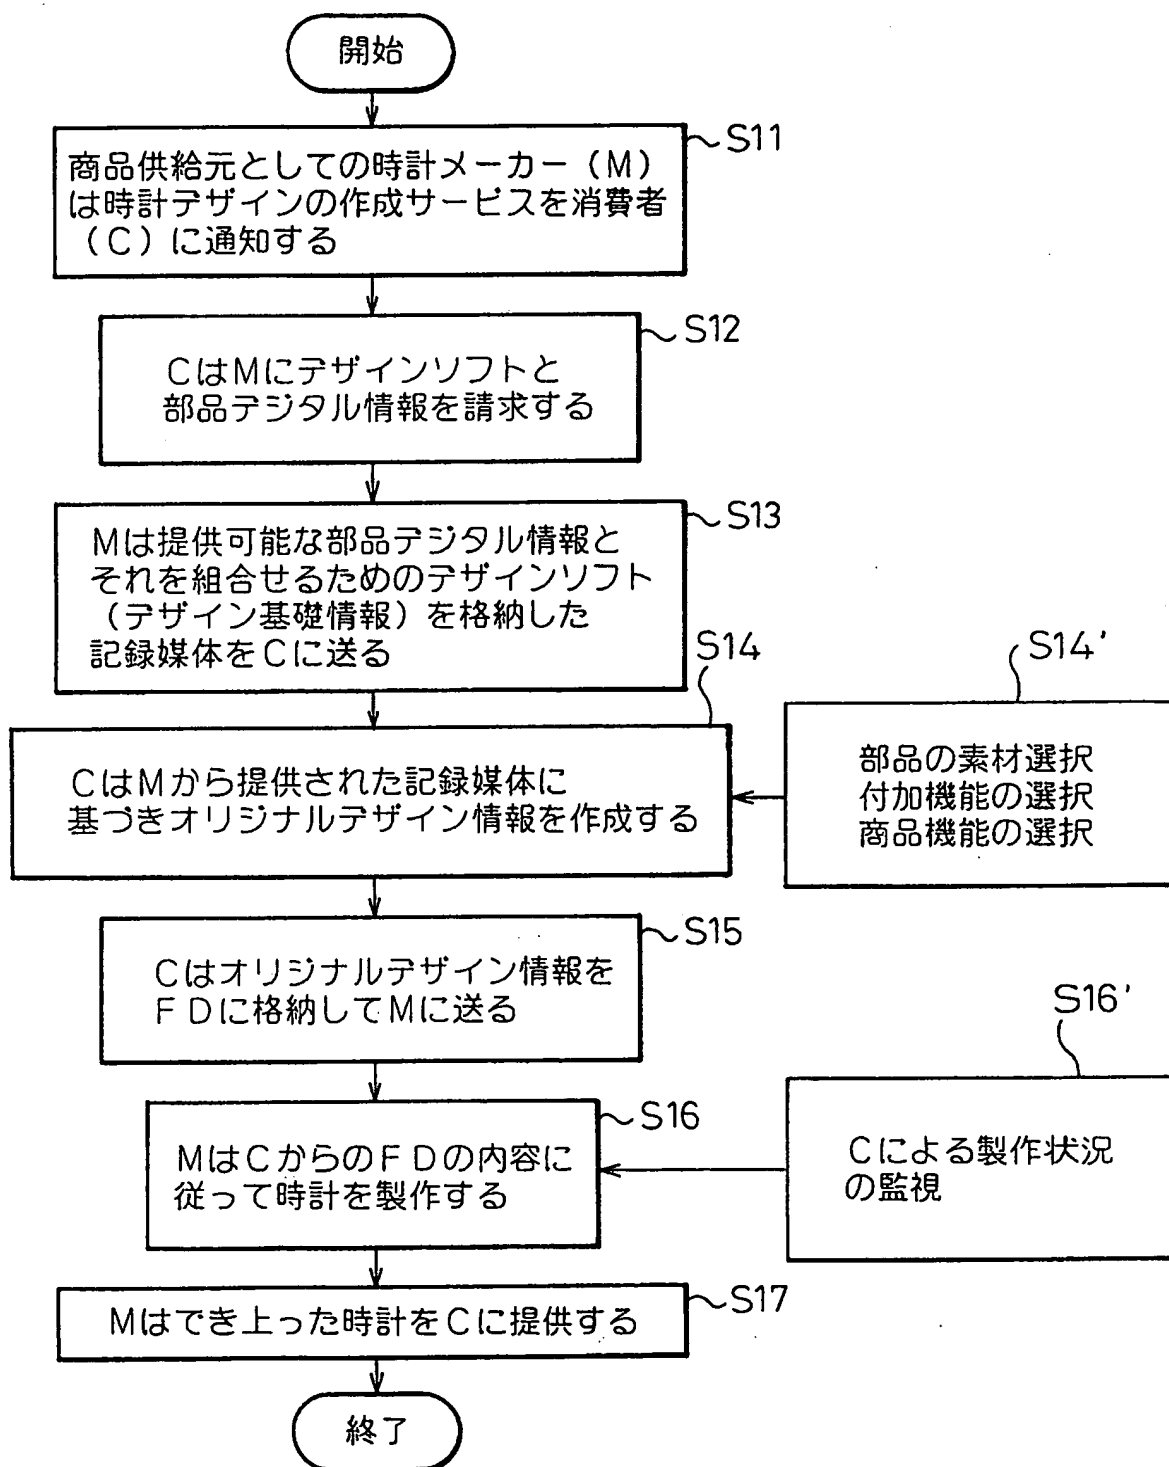 開始
S11
商品供給元としての時計メーカー(M)
は時計デザインの作成サービスを消費者
(C)に通知する
S12
CはMにデザインソフトと
部品デジタル情報を請求する
S13
Mは提供可能な部品デジタル情報と
それを組合せるためのデザインソフト
(デザイン基礎情報)を格納した
記録媒体をCに送る
S14
CはMから提供された記録媒体に
基づきオリジナルデザイン情報を作成する
S14'
部品の素材選択
付加機能の選択
商品機能の選択
S15
Cはオリジナルデザイン情報を
FDに格納してMに送る
S16
MはCからのFDの内容に
従って時計を製作する
S16'
Cによる製作状況
の監視
S17
Mはでき上った時計をCに提供する
終了